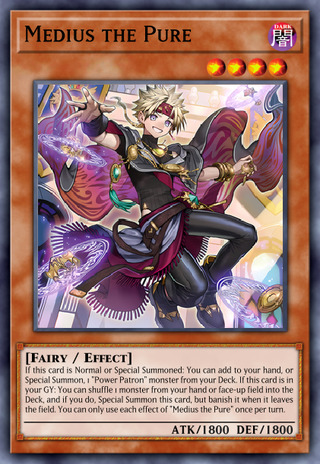 Medius the Pure
DARK
闇
[Fairy / Effect]
If this card is Normal or Special Summoned: You can add to your hand, or
Special Summon, 1 "Power Patron" monster from your Deck. If this card is in
your GY: You can shuffle 1 monster from your hand or face-up field into the
Deck, and if you do, Special Summon this card, but banish it when it leaves
the field. You can only use each effect of "Medius the Pure" once per turn.
ATK/1800 DEF/1800